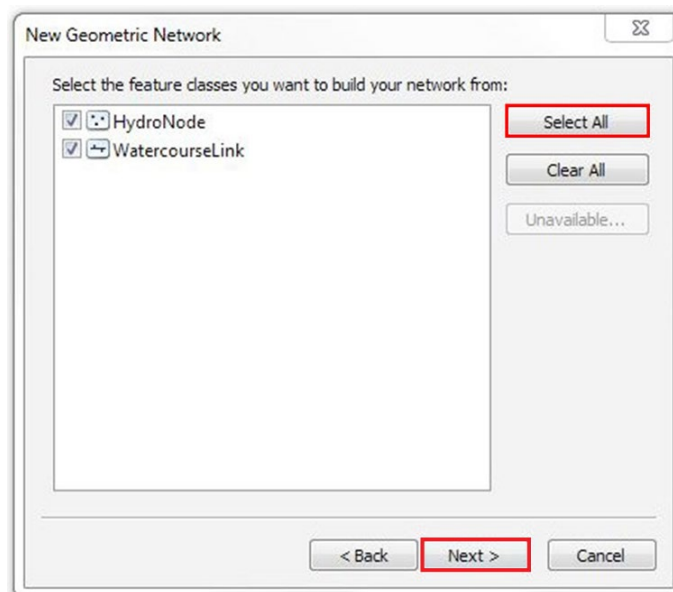 New Geometric Network
Select the feature classes you want to build your network from:
HydroNode
WatercourseLink
Select All
Clear All
Unavailable...
< Back
Next >
Cancel